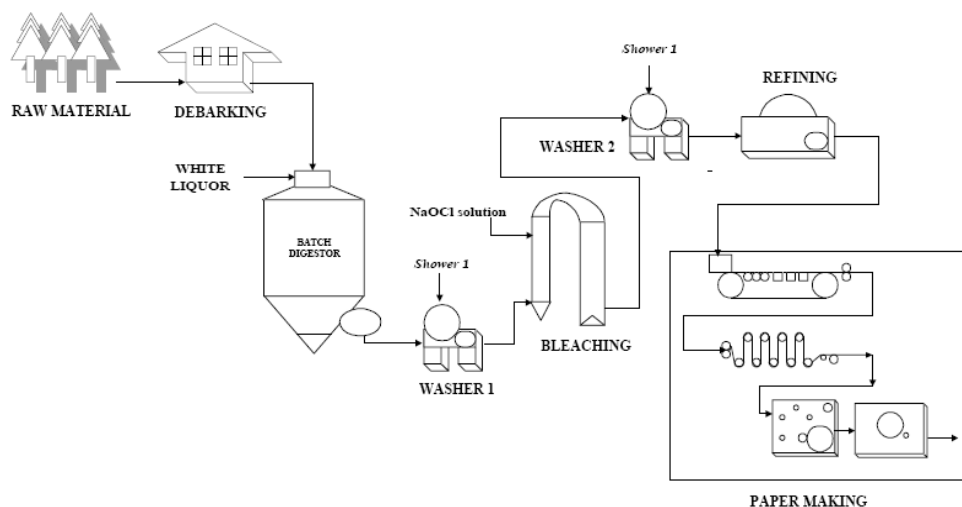 RAW MATERIAL
DEBARKING
WHITE
LIQUOR
BATCH
DIGESTOR
Shower 1
WASHER 1
NaOCl solution
BLEACHING
Shower 1
WASHER 2
REFINING
PAPER MAKING